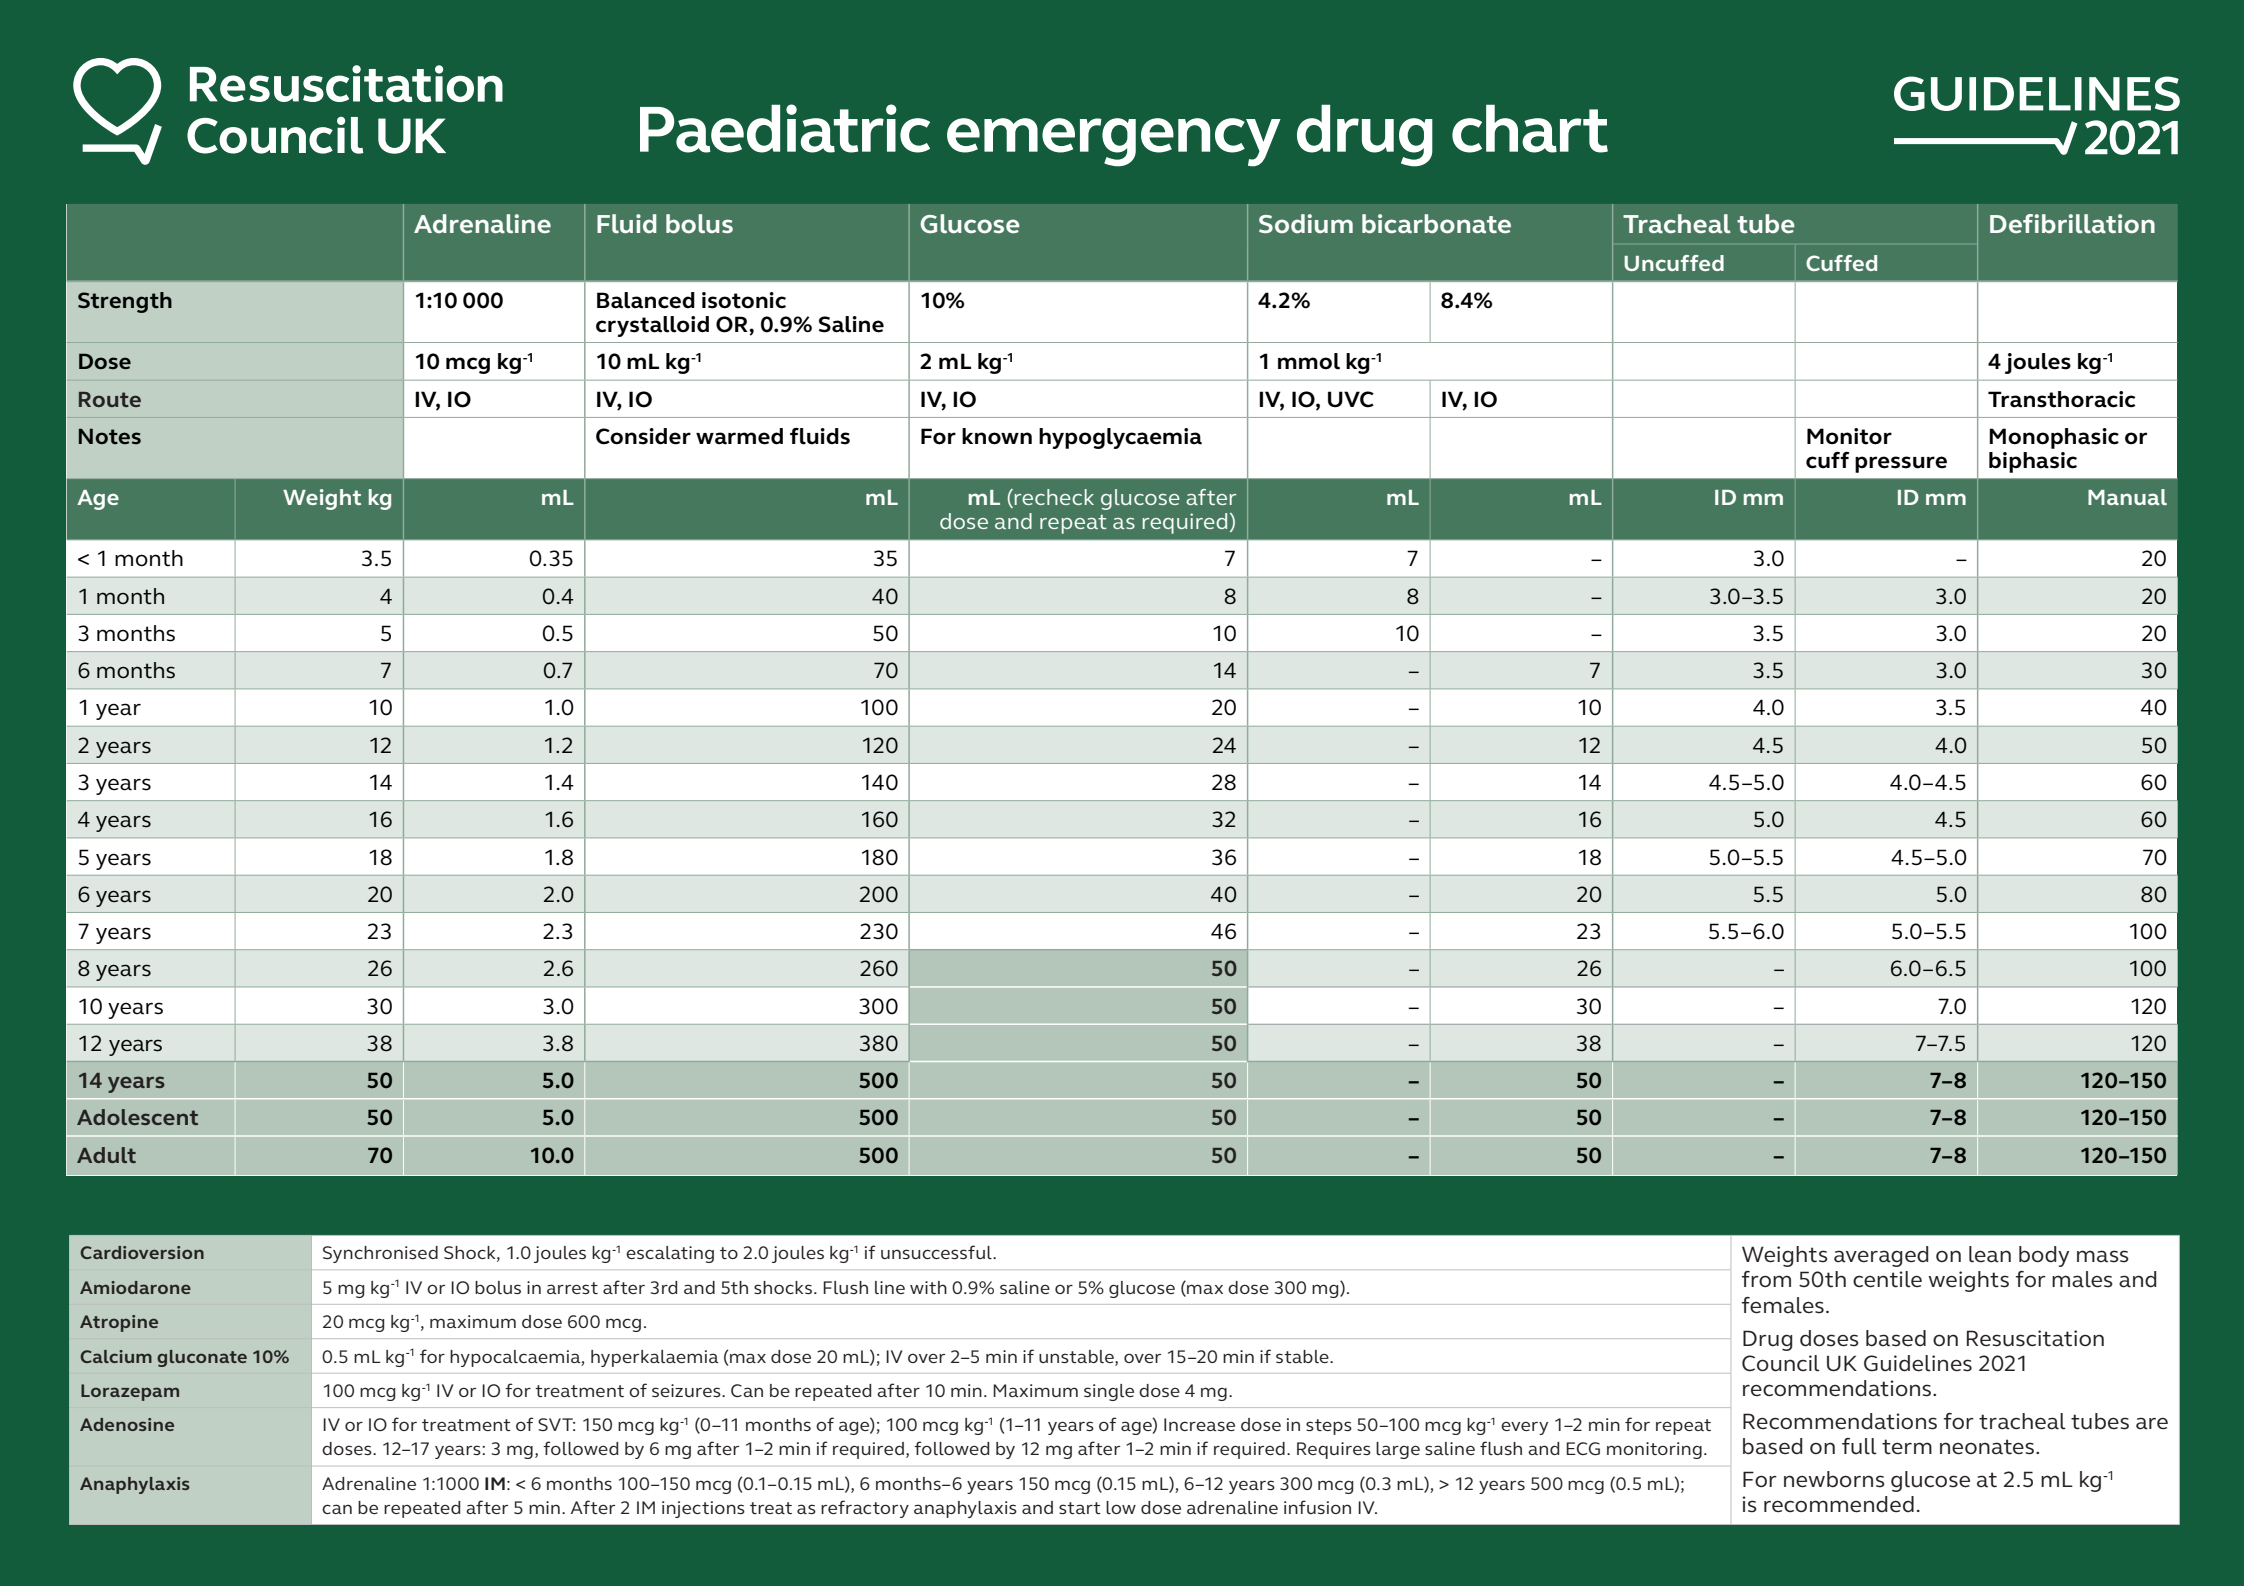 Resuscitation
Council UK
Paediatric emergency drug chart
GUIDELINES
2021
Adrenaline Fluid bolus Glucose Sodium bicarbonate Tracheal tube Defibrillation
Uncuffed Cuffed
Strength 1:10 000 Balanced isotonic 10% 4.2% 8.4%
crystalloid OR, 0.9% Saline
Dose 10 mcg kg⁻¹ 10 mL kg⁻¹ 2 mL kg⁻¹ 1 mmol kg⁻¹ 4 joules kg⁻¹
Route IV, IO IV, IO IV, IO IV, IO, UVC IV, IO Transthoracic
Notes Consider warmed fluids For known hypoglycaemia Monitor Monophasic or
cuff pressure biphasic
Age Weight kg mL mL mL (recheck glucose after mL mL ID mm ID mm Manual
dose and repeat as required)
< 1 month 3.5 0.35 35 7 7 – 3.0 – 20
1 month 4 0.4 40 8 8 – 3.0–3.5 3.0 20
3 months 5 0.5 50 10 10 – 3.5 3.0 20
6 months 7 0.7 70 14 – 7 3.5 3.0 30
1 year 10 1.0 100 20 – 10 4.0 3.5 40
2 years 12 1.2 120 24 – 12 4.5 4.0 50
3 years 14 1.4 140 28 – 14 4.5–5.0 4.0–4.5 60
4 years 16 1.6 160 32 – 16 5.0 4.5 60
5 years 18 1.8 180 36 – 18 5.0–5.5 4.5–5.0 70
6 years 20 2.0 200 40 – 20 5.5 5.0 80
7 years 23 2.3 230 46 – 23 5.5–6.0 5.0–5.5 100
8 years 26 2.6 260 50 – 26 – 6.0–6.5 100
10 years 30 3.0 300 50 – 30 – 7.0 120
12 years 38 3.8 380 50 – 38 – 7–7.5 120
14 years 50 5.0 500 50 – 50 – 7–8 120–150
Adolescent 50 5.0 500 50 – 50 – 7–8 120–150
Adult 70 10.0 500 50 – 50 – 7–8 120–150
Cardioversion Synchronised Shock, 1.0 joules kg⁻¹ escalating to 2.0 joules kg⁻¹ if unsuccessful.
Amiodarone 5 mg kg⁻¹ IV or IO bolus in arrest after 3rd and 5th shocks. Flush line with 0.9% saline or 5% glucose (max dose 300 mg).
Atropine 20 mcg kg⁻¹, maximum dose 600 mcg.
Calcium gluconate 10% 0.5 mL kg⁻¹ for hypocalcaemia, hyperkalaemia (max dose 20 mL); IV over 2–5 min if unstable, over 15–20 min if stable.
Lorazepam 100 mcg kg⁻¹ IV or IO for treatment of seizures. Can be repeated after 10 min. Maximum single dose 4 mg.
Adenosine IV or IO for treatment of SVT: 150 mcg kg⁻¹ (0–11 months of age); 100 mcg kg⁻¹ (1–11 years of age) Increase dose in steps 50–100 mcg kg⁻¹ every 1–2 min for repeat
doses. 12–17 years: 3 mg, followed by 6 mg after 1–2 min if required, followed by 12 mg after 1–2 min if required. Requires large saline flush and ECG monitoring.
Anaphylaxis Adrenaline 1:1000 IM: < 6 months 100–150 mcg (0.1–0.15 mL), 6 months–6 years 150 mcg (0.15 mL), 6–12 years 300 mcg (0.3 mL), > 12 years 500 mcg (0.5 mL);
can be repeated after 5 min. After 2 IM injections treat as refractory anaphylaxis and start low dose adrenaline infusion IV.
Weights averaged on lean body mass
from 50th centile weights for males and
females.
Drug doses based on Resuscitation
Council UK Guidelines 2021
recommendations.
Recommendations for tracheal tubes are
based on full term neonates.
For newborns glucose at 2.5 mL kg⁻¹
is recommended.